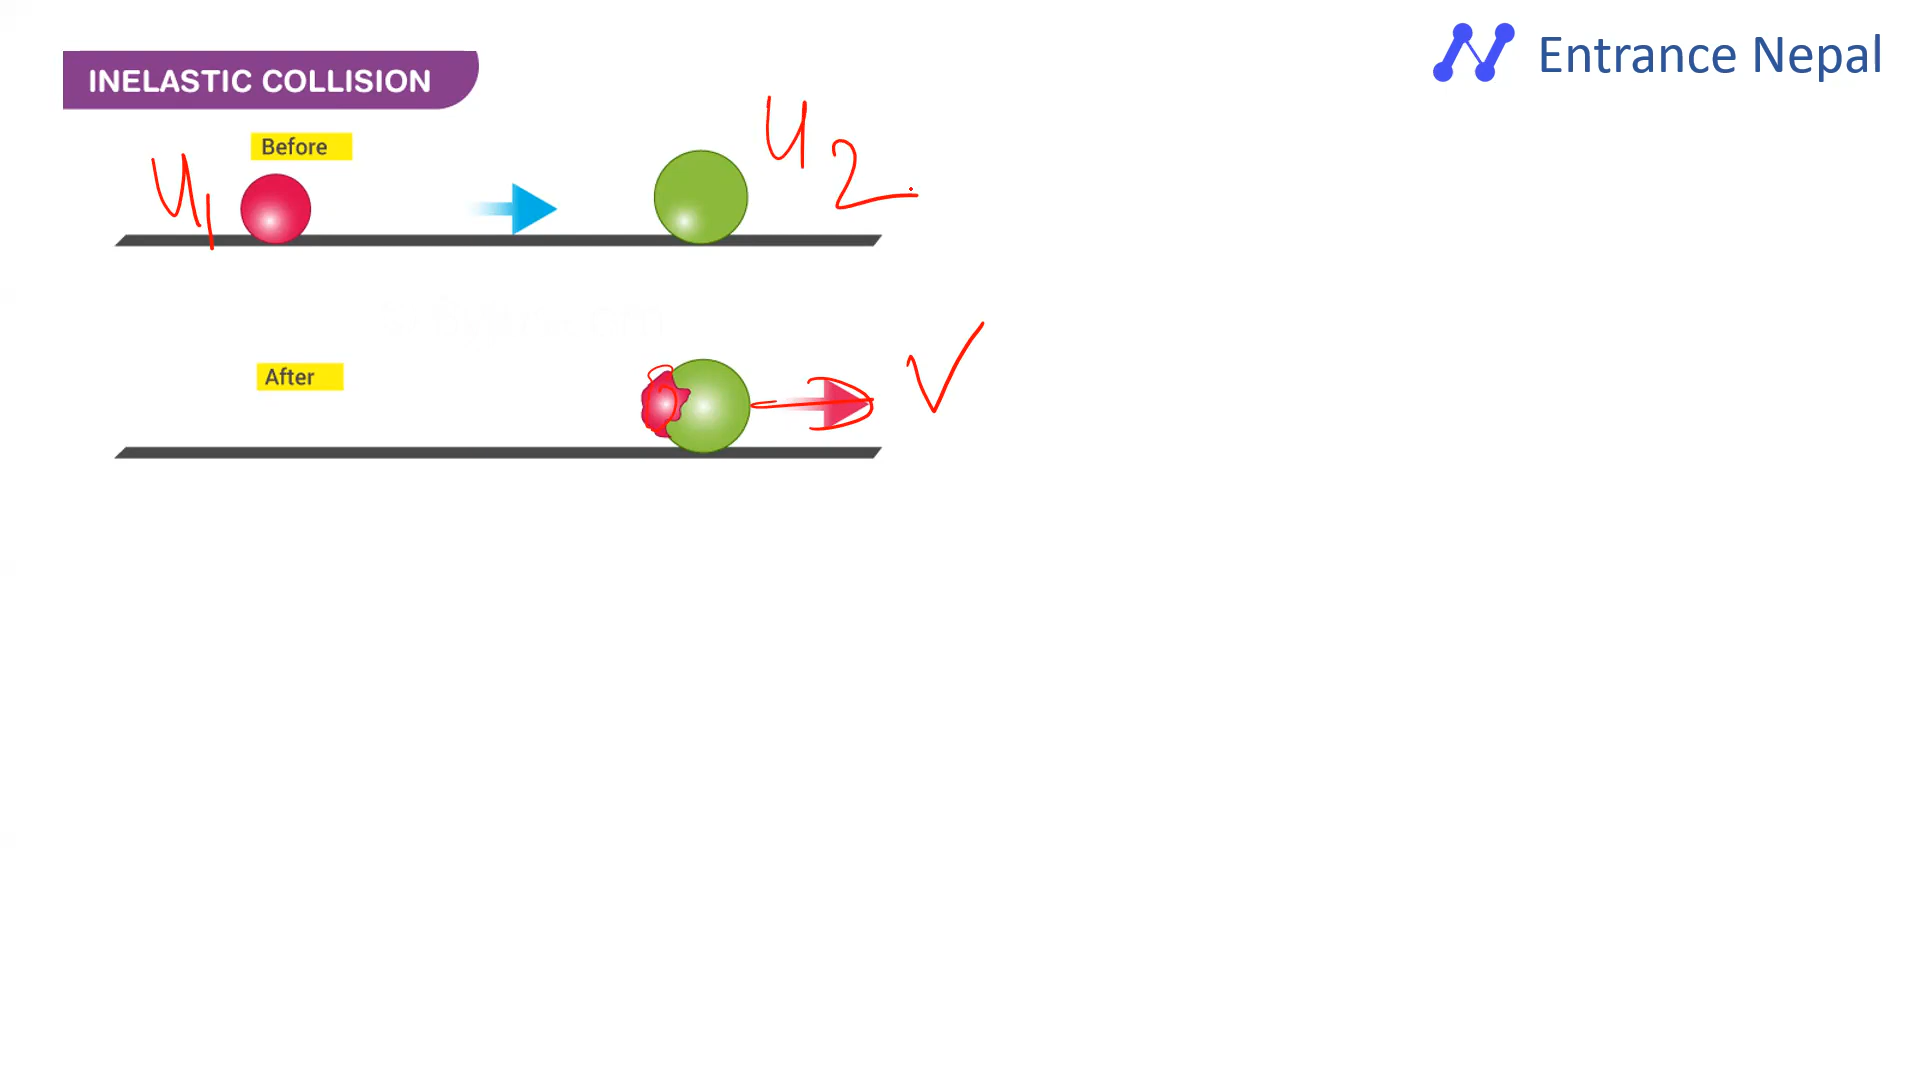 Entrance Nepal
INELASTIC COLLISION
Before
u1
u2
After
v